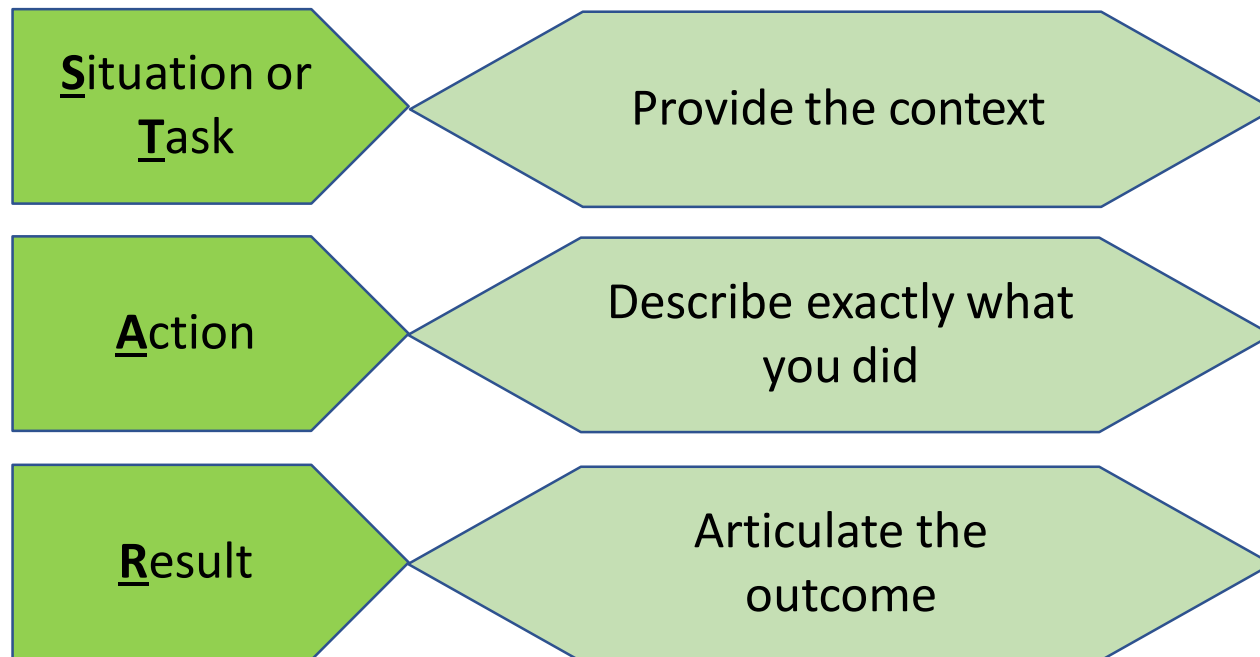 Situation or
Task
Provide the context
Action
Describe exactly what
you did
Result
Articulate the
outcome